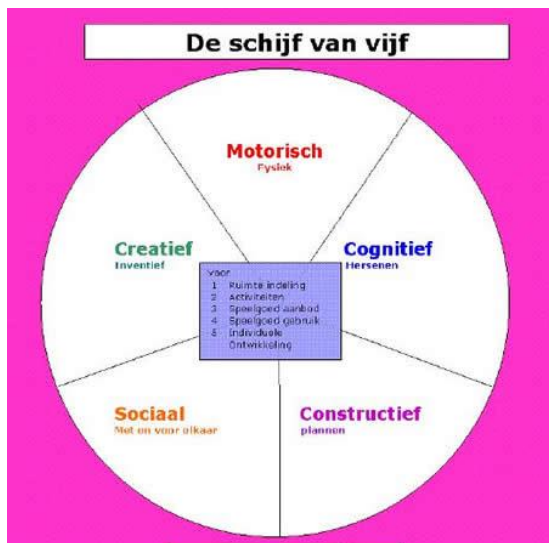 De schijf van vijf
Motorisch
Fysiek
Creatief
Inventief
Cognitief
Hersenen
voor
1 Ruimte indeling
2 Activiteiten
3 Speelgoed aanbod
4 Speelgoed gebruik
5 Individuele
Ontwikkeling
Sociaal
Met en voor elkaar
Constructief
plannen